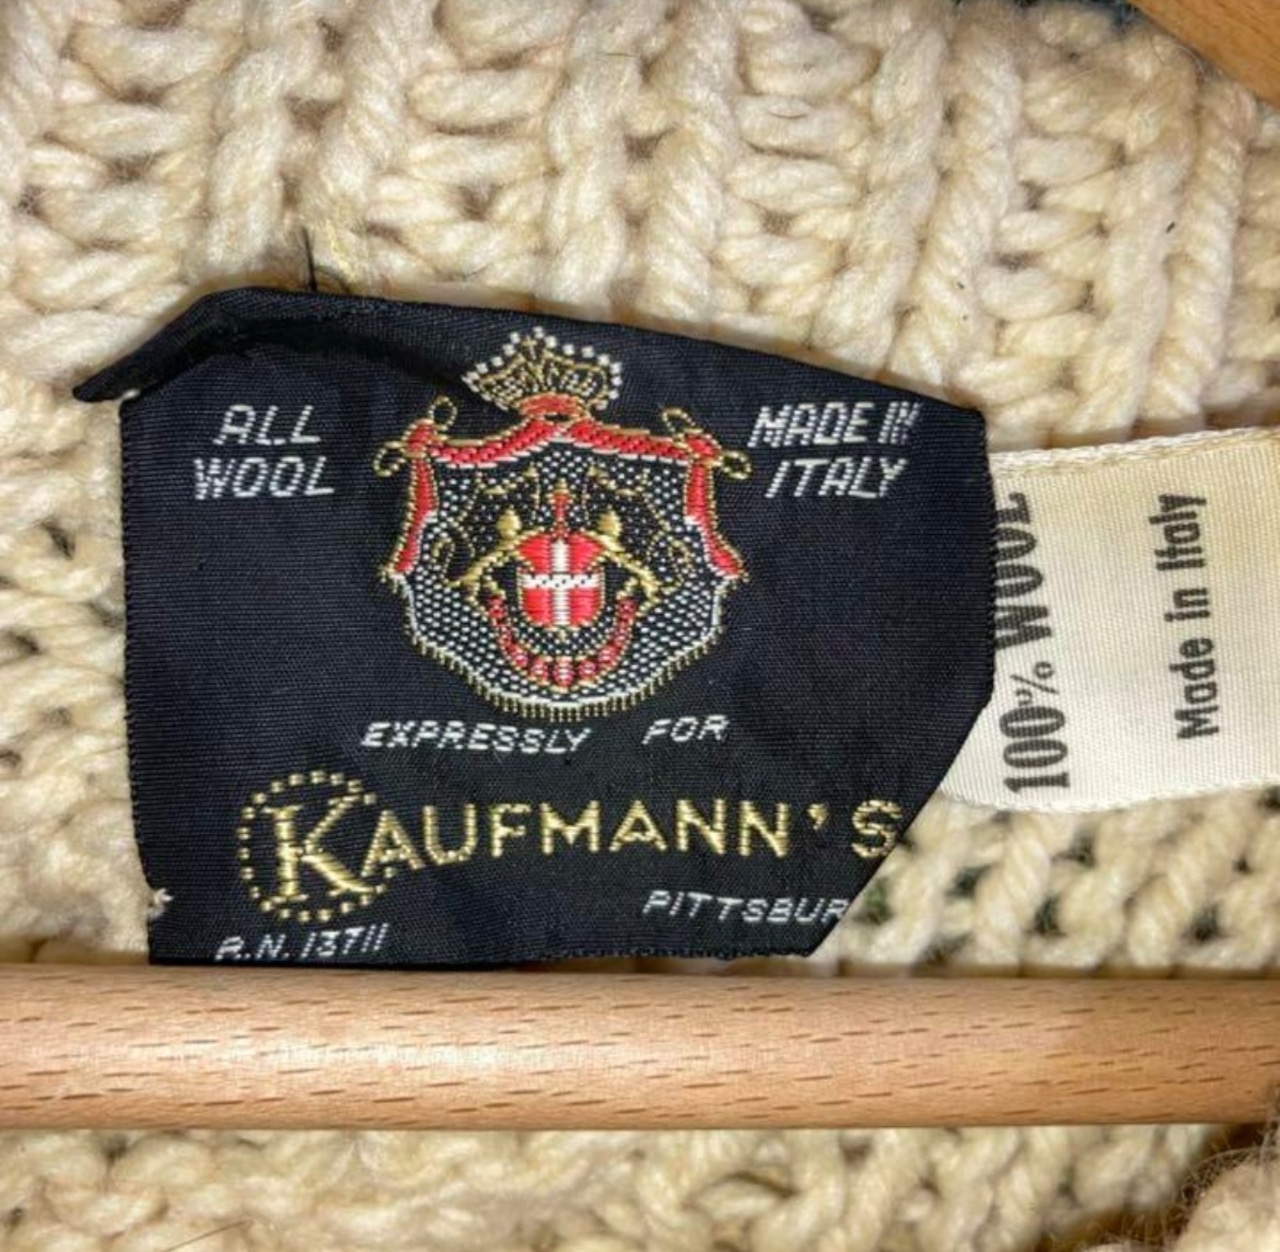 ALL
WOOL
MADE IN
ITALY
EXPRESSLY FOR
KAUFMANN'S
PITTSBUR
R.N. 13711
100% WOOL
Made in Italy